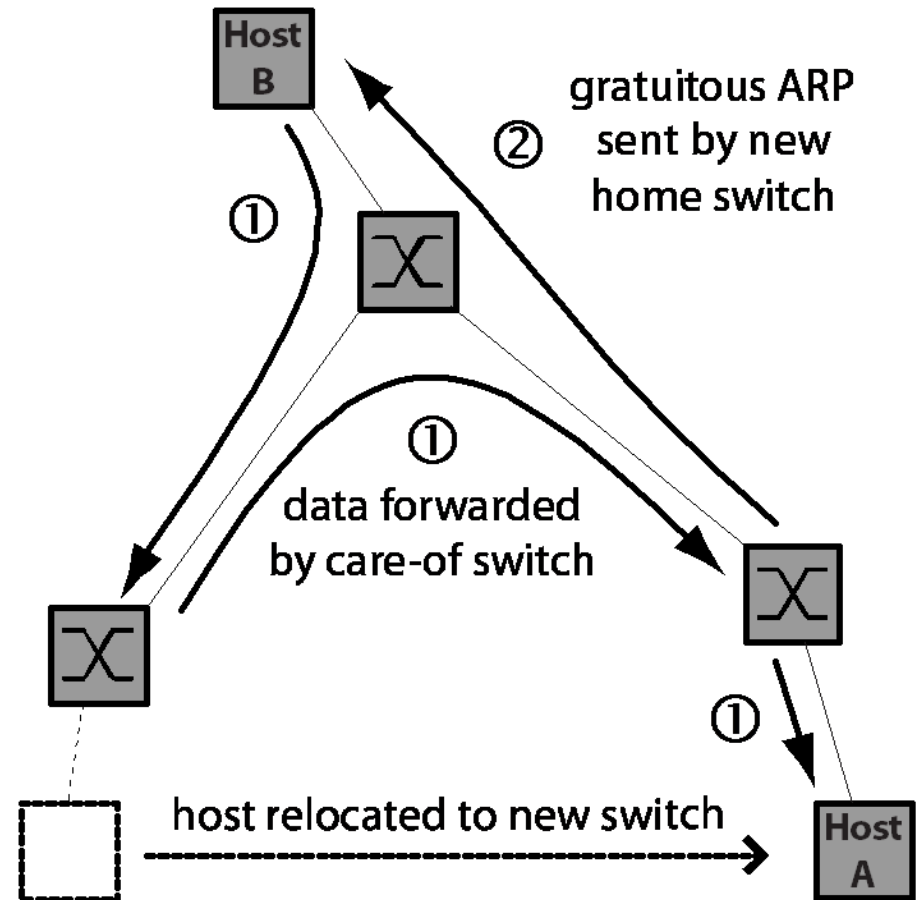 Host
B
gratuitous ARP
sent by new
home switch
②
①
①
data forwarded
by care-of switch
①
host relocated to new switch
Host
A